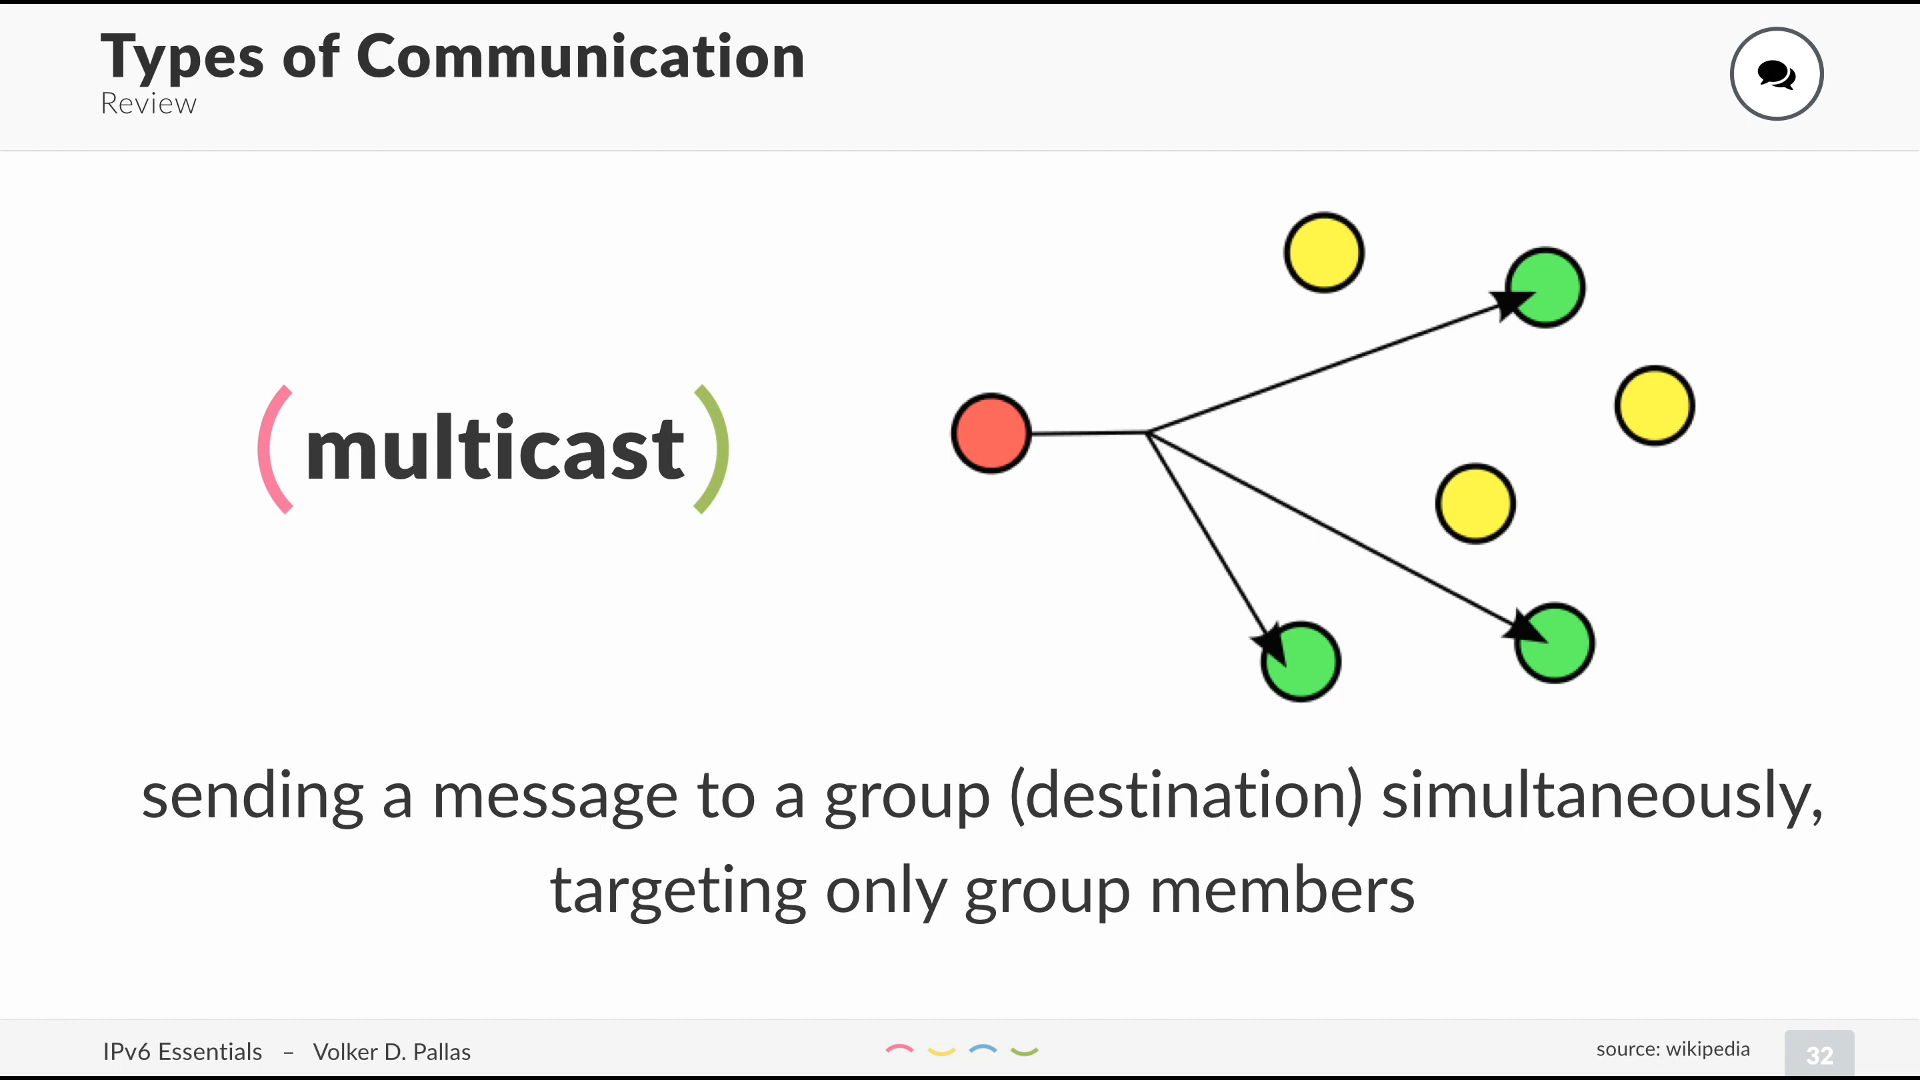 Types of Communication
Review
(multicast)
sending a message to a group (destination) simultaneously,
targeting only group members
IPv6 Essentials – Volker D. Pallas
source: wikipedia
32